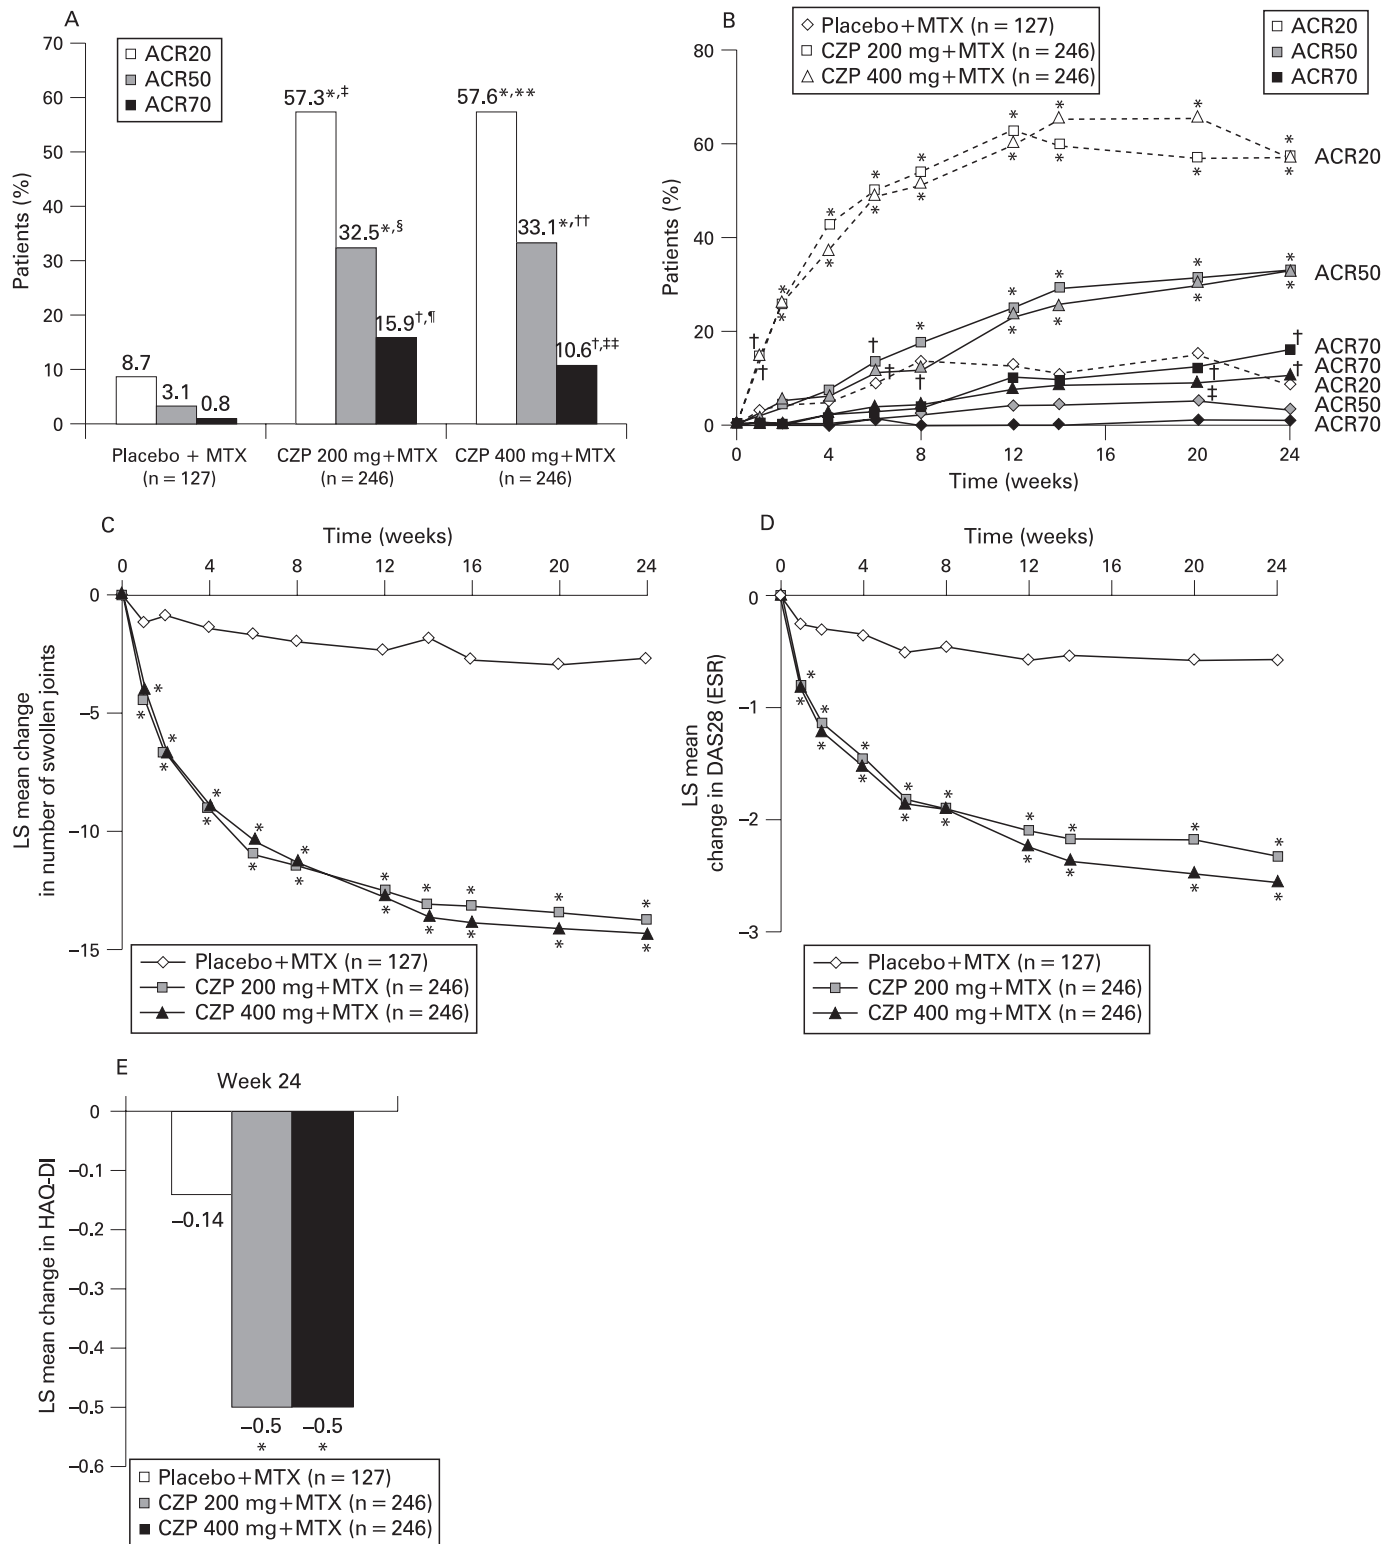 A
Patients (%)
70
60
50
40
30
20
10
0
ACR20
ACR50
ACR70
8.7
3.1
0.8
57.3*,‡
32.5*,§
15.9†,¶
57.6*,**
33.1*,††
10.6†,‡‡
Placebo + MTX
(n = 127)
CZP 200 mg+MTX
(n = 246)
CZP 400 mg+MTX
(n = 246)
B
Placebo+MTX (n = 127)
CZP 200 mg+MTX (n = 246)
CZP 400 mg+MTX (n = 246)
ACR20
ACR50
ACR70
Patients (%)
80
60
40
20
0
ACR20
ACR50
ACR70
ACR70
ACR20
ACR50
ACR70
0 4 8 12 16 20 24
Time (weeks)
C
Time (weeks)
0 4 8 12 16 20 24
LS mean change
in number of swollen joints
0
–5
–10
–15
Placebo+MTX (n = 127)
CZP 200 mg+MTX (n = 246)
CZP 400 mg+MTX (n = 246)
D
Time (weeks)
0 4 8 12 16 20 24
LS mean
change in DAS28 (ESR)
0
–1
–2
–3
Placebo+MTX (n = 127)
CZP 200 mg+MTX (n = 246)
CZP 400 mg+MTX (n = 246)
E
Week 24
LS mean change in HAQ-DI
0
–0.1
–0.2
–0.3
–0.4
–0.5
–0.6
–0.14
–0.5
*
–0.5
*
Placebo+MTX (n = 127)
CZP 200 mg+MTX (n = 246)
CZP 400 mg+MTX (n = 246)